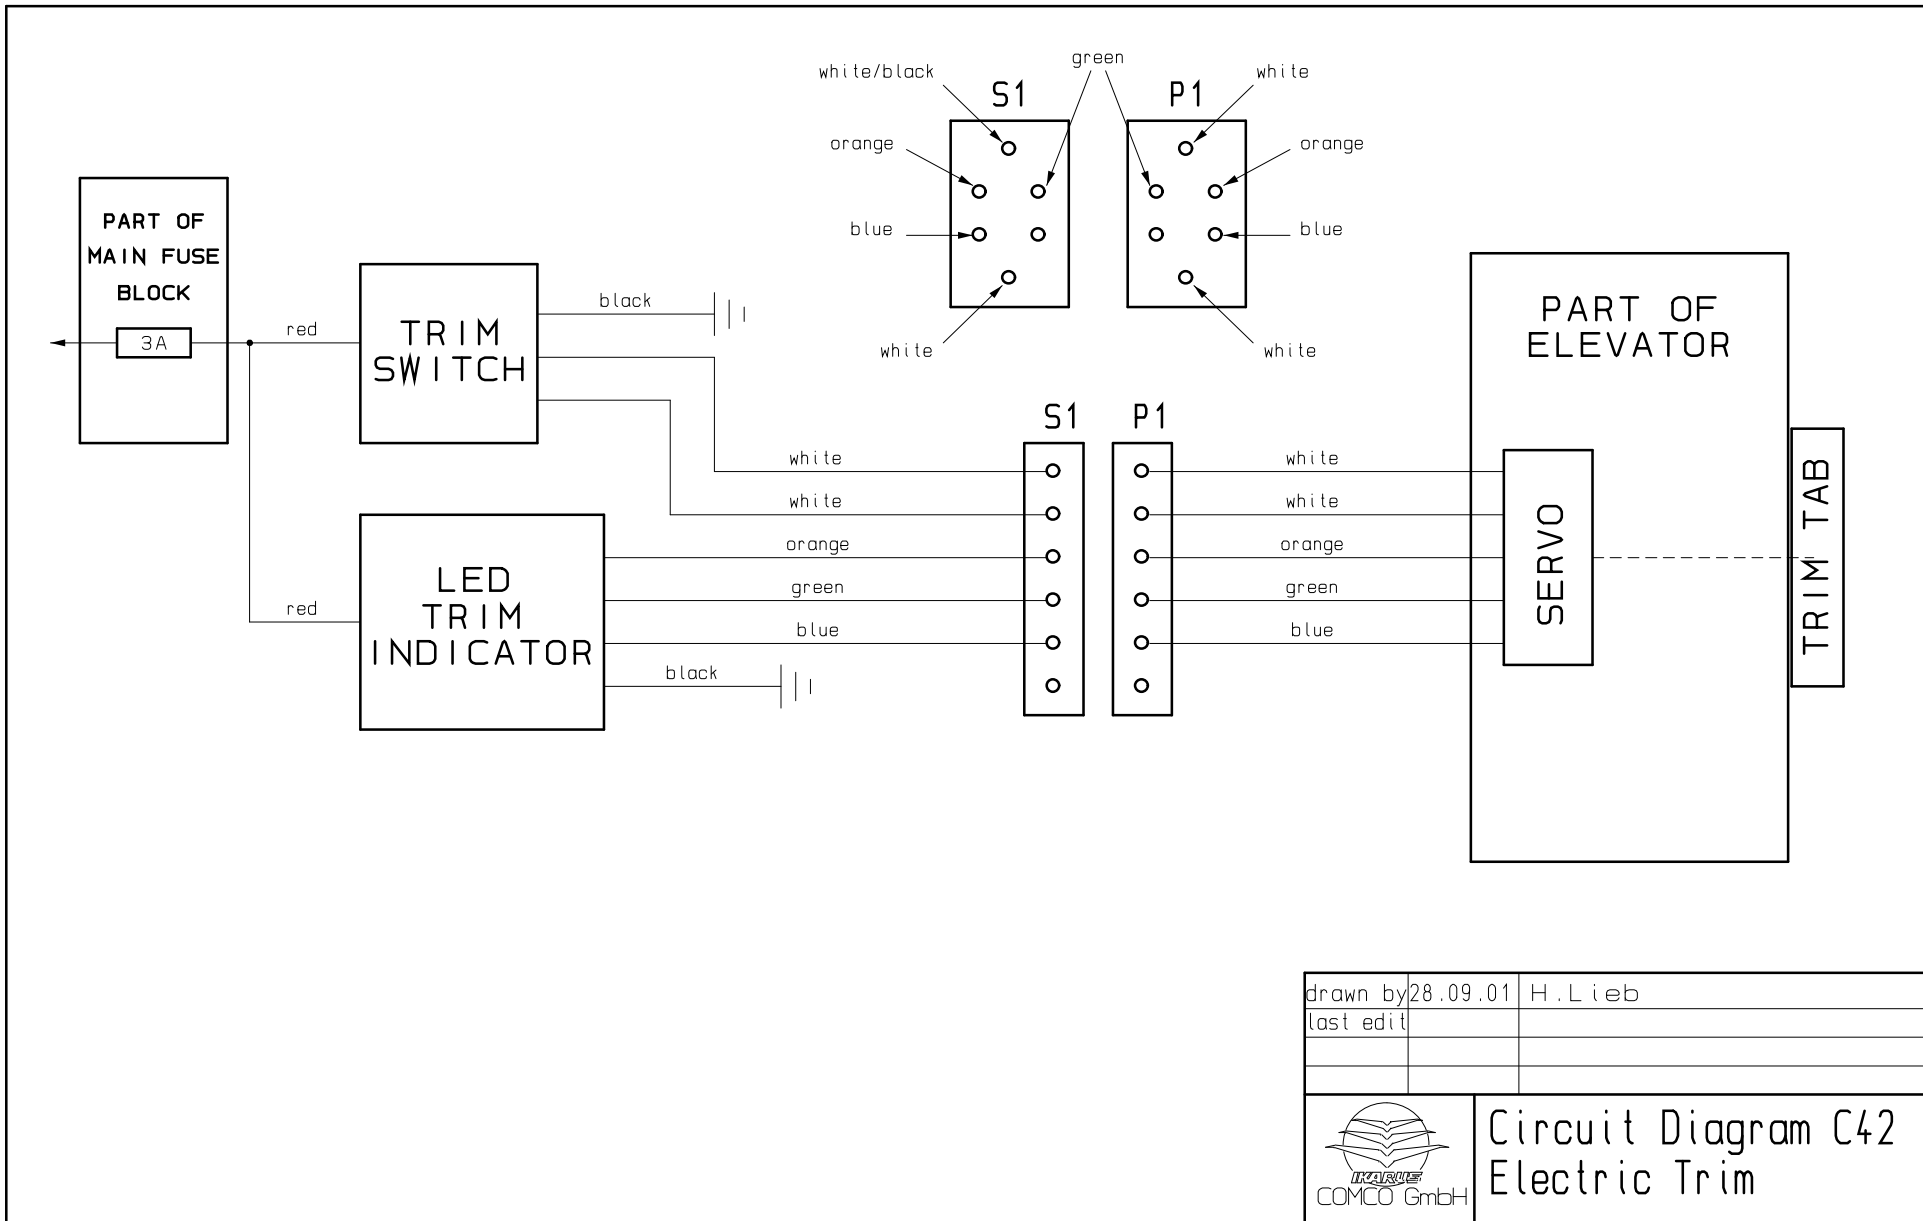 green
white/black
white
S1
P1
orange
orange
blue
blue
white
white
PART OF
MAIN FUSE
BLOCK
3A
red
TRIM
SWITCH
black
PART OF
ELEVATOR
S1
P1
white
white
white
white
orange
orange
green
green
blue
blue
red
LED
TRIM
INDICATOR
black
SERVO
TRIM TAB
drawn by 28.09.01 H.Lieb
last edit
IKARUS
COMCO GmbH
Circuit Diagram C42
Electric Trim